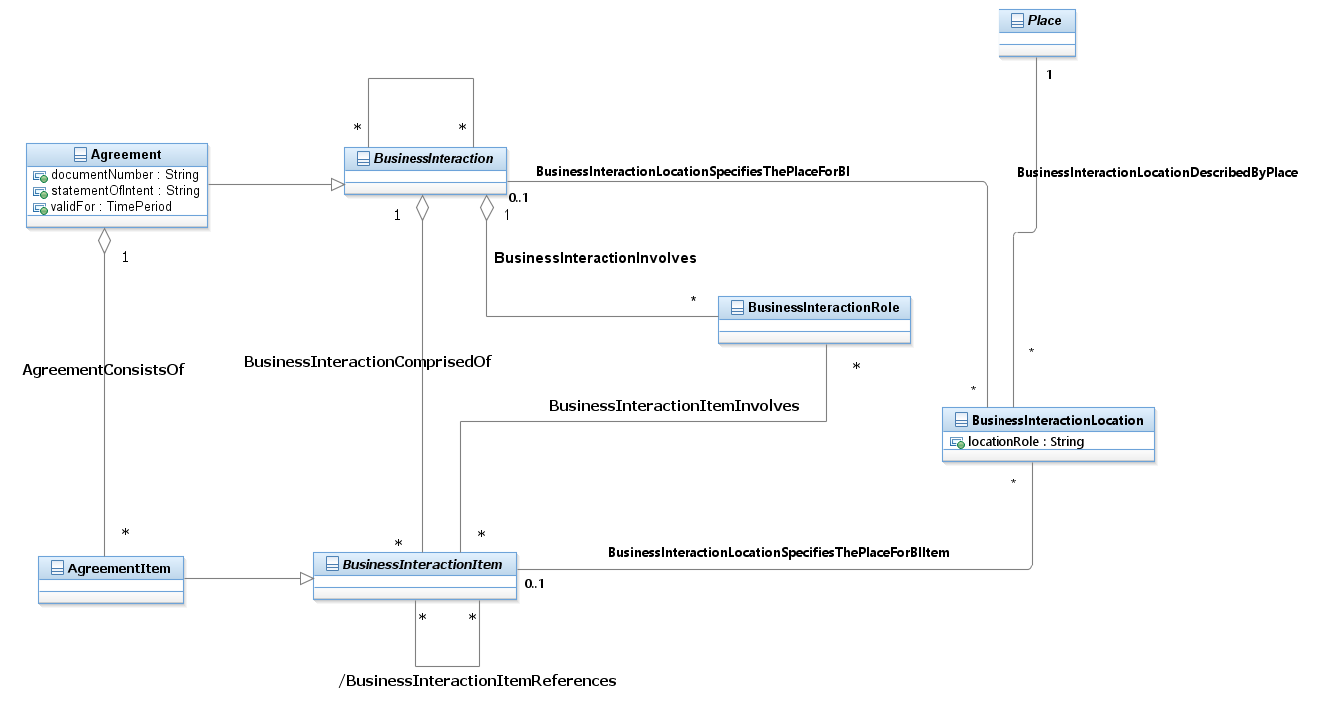 Place
1
* *
Agreement
documentNumber : String
statementOfIntent : String
validFor : TimePeriod
BusinessInteraction
BusinessInteractionLocationSpecifiesThePlaceForBI
BusinessInteractionLocationDescribedByPlace
0..1
1 1
1
BusinessInteractionInvolves
*
BusinessInteractionRole
*
*
AgreementConsistsOf
BusinessInteractionComprisedOf
*
BusinessInteractionItemInvolves
BusinessInteractionLocation
locationRole : String
*
*
* *
AgreementItem
BusinessInteractionItem
BusinessInteractionLocationSpecifiesThePlaceForBIItem
0..1
* *
/BusinessInteractionItemReferences